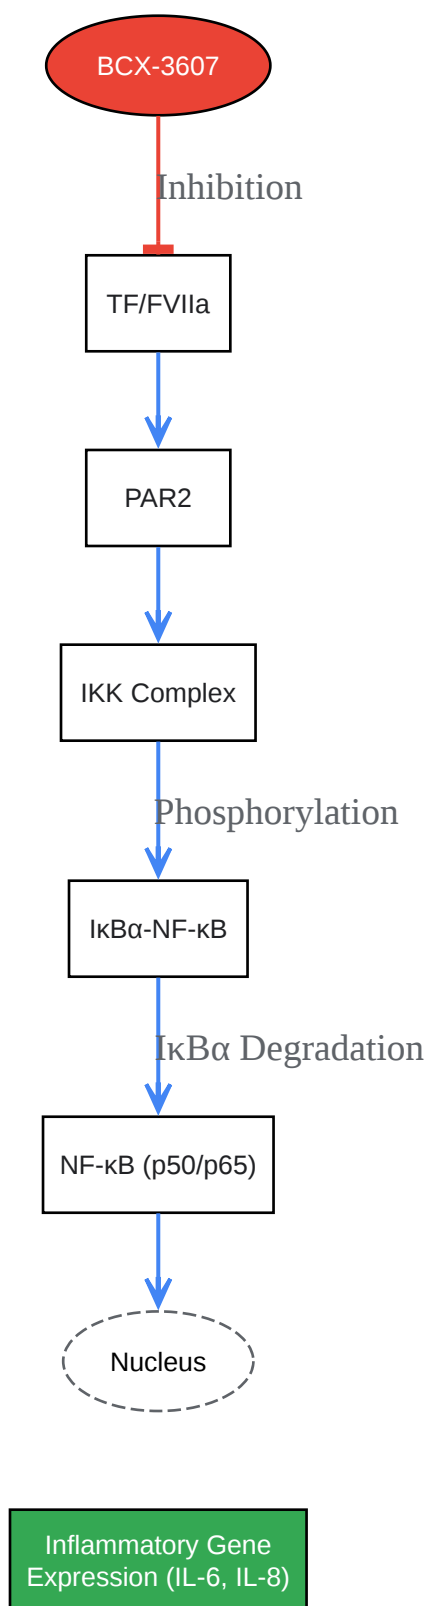 BCX-3607
Inhibition
TF/FVIIa
PAR2
IKK Complex
Phosphorylation
IκBα-NF-κB
IκBα Degradation
NF-κB (p50/p65)
Nucleus
Inflammatory Gene
Expression (IL-6, IL-8)